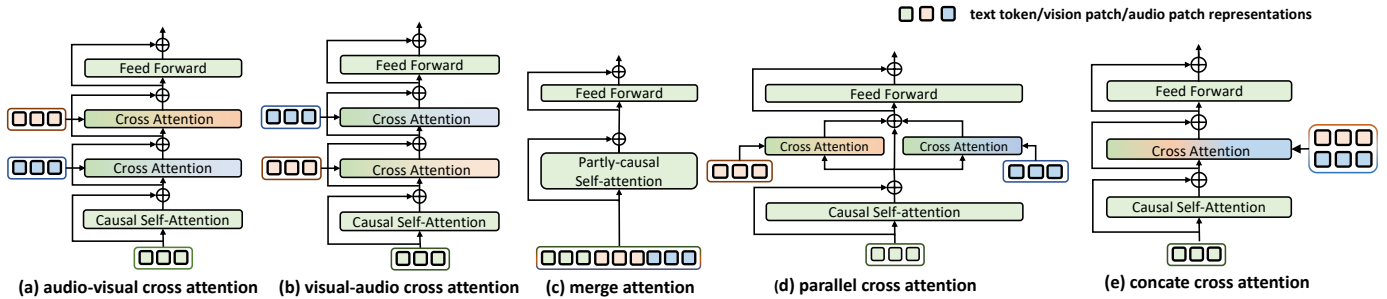 text token/vision patch/audio patch representations
Feed Forward
Cross Attention
Cross Attention
Causal Self-Attention
(a) audio-visual cross attention
Feed Forward
Cross Attention
Cross Attention
Causal Self-Attention
(b) visual-audio cross attention
Feed Forward
Partly-causal
Self-attention
(c) merge attention
Feed Forward
Cross Attention
Cross Attention
Causal Self-attention
(d) parallel cross attention
Feed Forward
Cross Attention
Causal Self-Attention
(e) concate cross attention